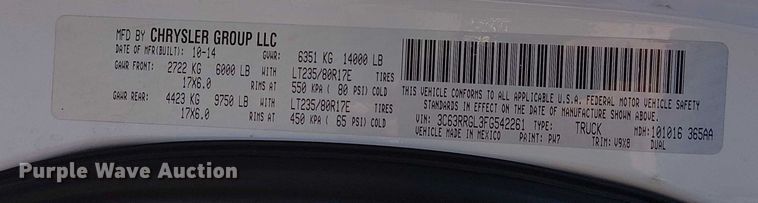 MFD BY CHRYSLER GROUP LLC
DATE OF MFR(BUILT): 10-14 GVWR: 6351 KG 14000 LB
GAWR FRONT: 2722 KG 6000 LB WITH LT235/80R17E TIRES
17X6.0 RIMS AT 550 KPA ( 80 PSI) COLD
GAWR REAR: 4423 KG 9750 LB WITH LT235/80R17E TIRES
17X6.0 RIMS AT 450 KPA ( 65 PSI) COLD
THIS VEHICLE CONFORMS TO ALL APPLICABLE U.S.A. FEDERAL MOTOR VEHICLE SAFETY
STANDARDS IN EFFECT ON THE DATE OF MANUFACTURE SHOWN ABOVE.
VIN: 3C63RRGL3FG542261 TYPE: TRUCK MDH: 101016 365AA
VEHICLE MADE IN MEXICO PAINT: PW7 TRIM: V9X8 DUAL
Purple Wave Auction